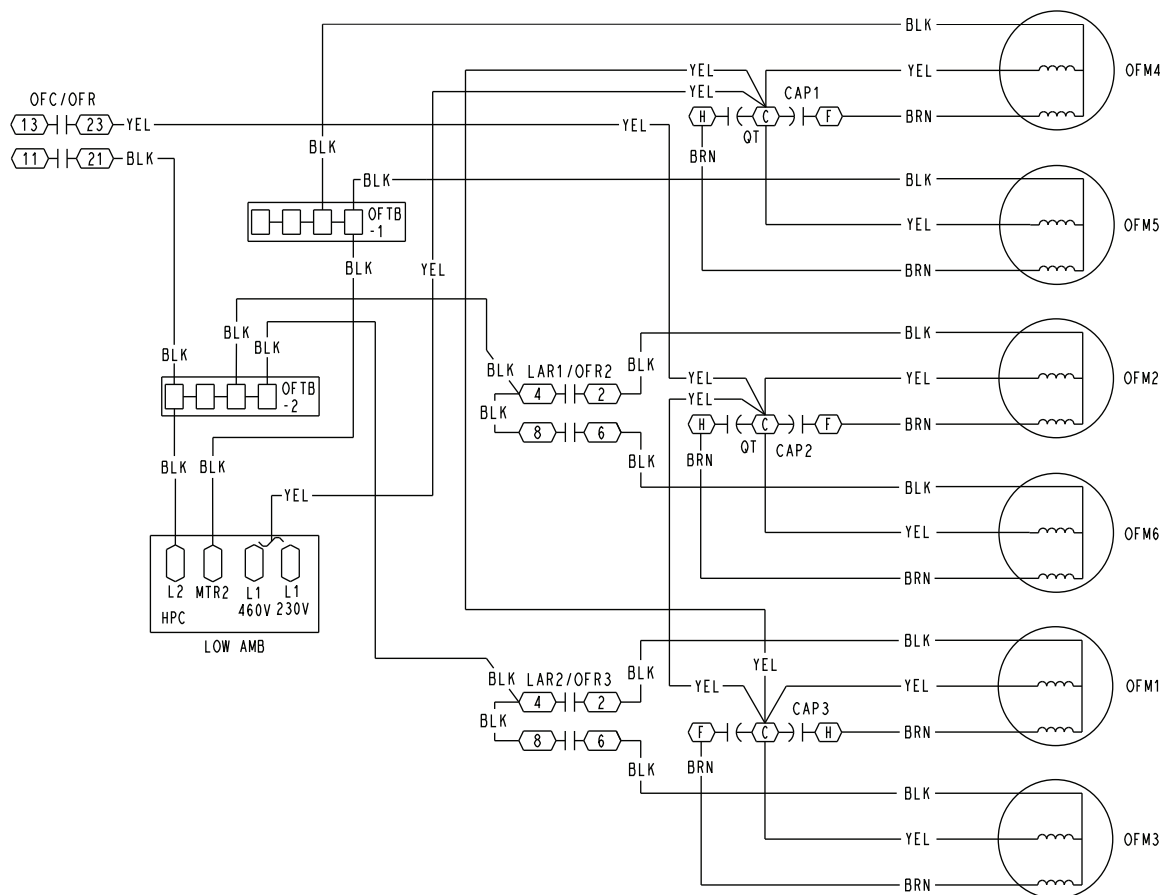 BLK
YEL
YEL
YEL
OFM4
CAP1
OFC/OFR
13 23 YEL
YEL
H C F
BRN
QT
BLK
BRN
11 21 BLK
BLK
BLK
OFM5
OFTB
-1
YEL
BLK
YEL
BRN
BLK
BLK
BLK
BLK
BLK
OFM2
BLK
LAR1/OFR2
YEL
YEL
OFTB
-2
4 2
YEL
BLK
8 6
H C F
BRN
QT
CAP2
BRN
BLK
BLK
BLK
BLK
YEL
OFM6
YEL
BRN
L2 MTR2 L1 L1
460V 230V
HPC
LOW AMB
BLK
BLK
YEL
BLK
LAR2/OFR3
YEL
YEL
OFM1
4 2
CAP3
BLK
8 6
F C H
BRN
BRN
BLK
BLK
YEL
OFM3
BRN